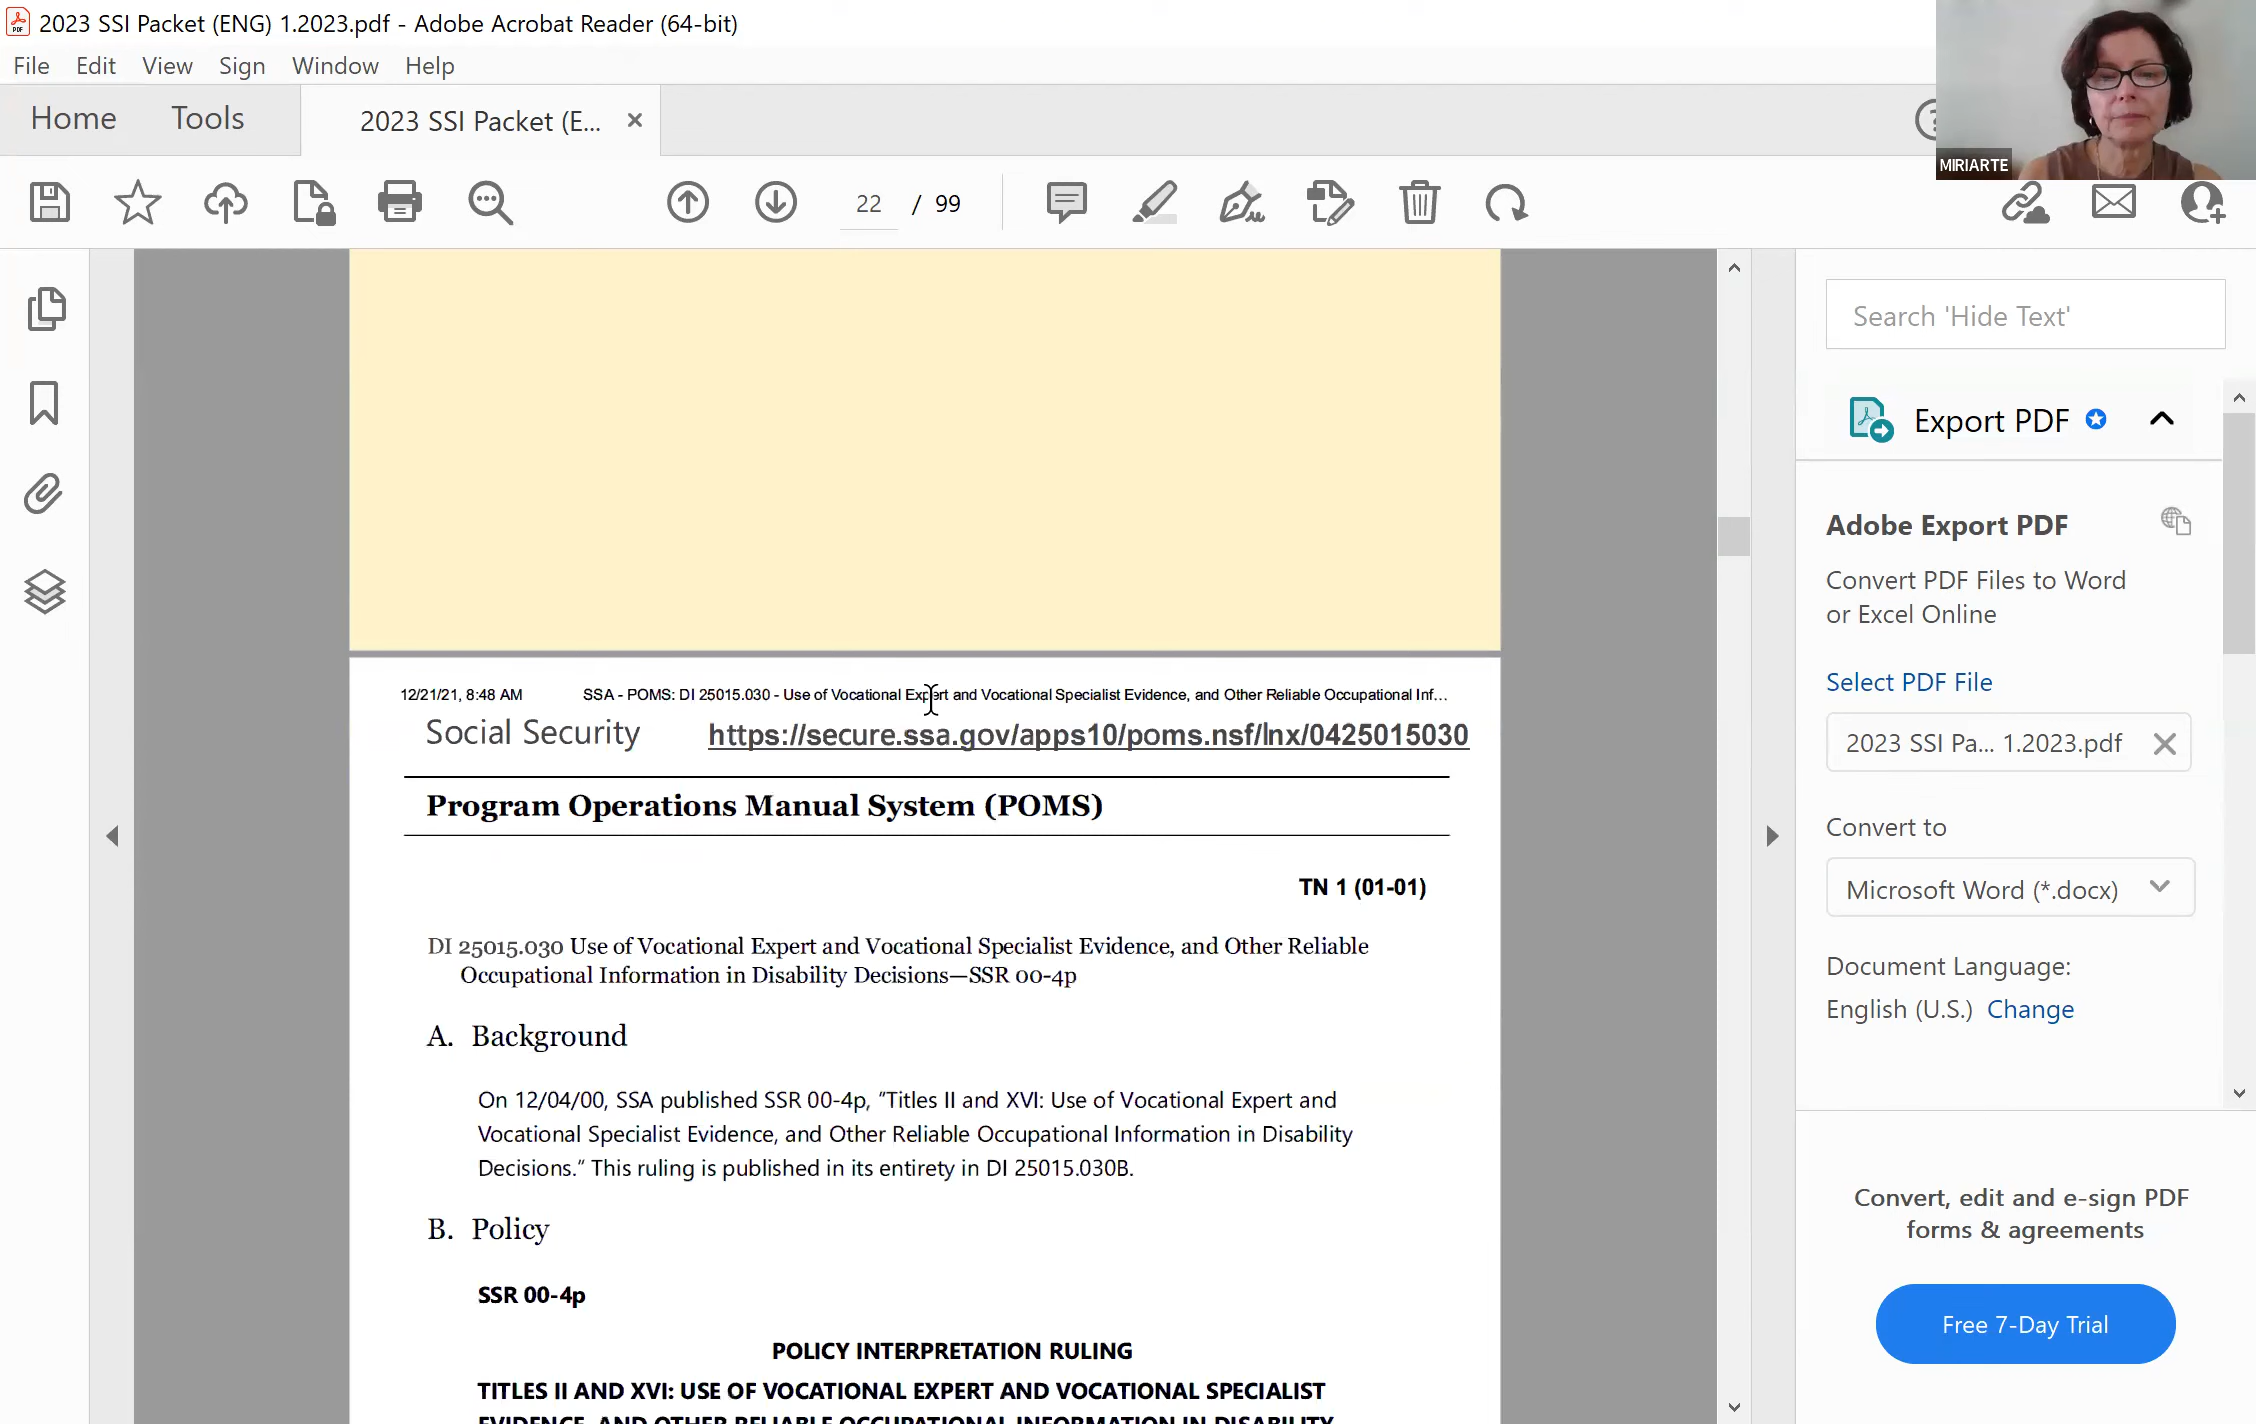 2023 SSI Packet (ENG) 1.2023.pdf - Adobe Acrobat Reader (64-bit)
File Edit View Sign Window Help
Home Tools 2023 SSI Packet (E... ×
MIRIARTE
22 / 99
Search 'Hide Text'
Export PDF
Adobe Export PDF
Convert PDF Files to Word
or Excel Online
Select PDF File
2023 SSI Pa... 1.2023.pdf
Convert to
Microsoft Word (*.docx)
Document Language:
English (U.S.) Change
Convert, edit and e-sign PDF
forms & agreements
Free 7-Day Trial
12/21/21, 8:48 AM SSA - POMS: DI 25015.030 - Use of Vocational Expert and Vocational Specialist Evidence, and Other Reliable Occupational Inf...
Social Security https://secure.ssa.gov/apps10/poms.nsf/lnx/0425015030
Program Operations Manual System (POMS)
TN 1 (01-01)
DI 25015.030 Use of Vocational Expert and Vocational Specialist Evidence, and Other Reliable
Occupational Information in Disability Decisions—SSR 00-4p
A. Background
On 12/04/00, SSA published SSR 00-4p, "Titles II and XVI: Use of Vocational Expert and
Vocational Specialist Evidence, and Other Reliable Occupational Information in Disability
Decisions." This ruling is published in its entirety in DI 25015.030B.
B. Policy
SSR 00-4p
POLICY INTERPRETATION RULING
TITLES II AND XVI: USE OF VOCATIONAL EXPERT AND VOCATIONAL SPECIALIST
EVIDENCE, AND OTHER RELIABLE OCCUPATIONAL INFORMATION IN DISABILITY